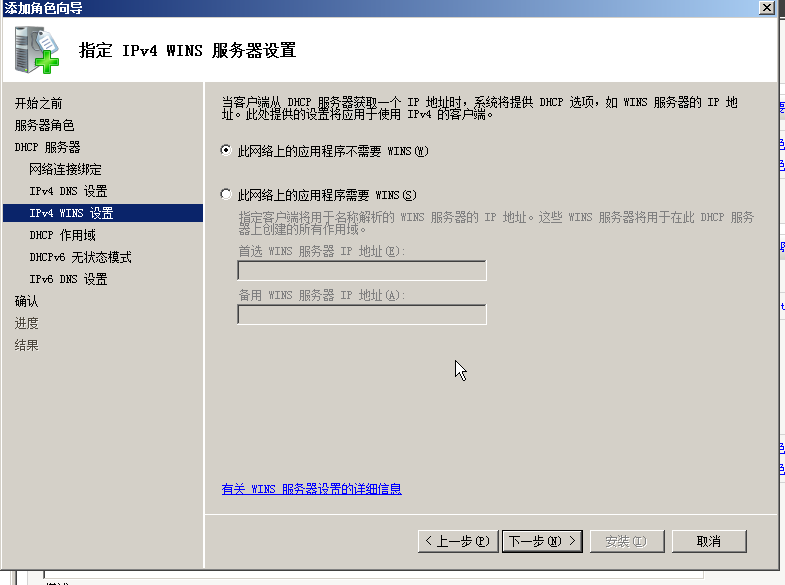 添加角色向导
指定 IPv4 WINS 服务器设置
开始之前
服务器角色
DHCP 服务器
网络连接绑定
IPv4 DNS 设置
IPv4 WINS 设置
DHCP 作用域
DHCPv6 无状态模式
IPv6 DNS 设置
确认
进度
结果
当客户端从 DHCP 服务器获取一个 IP 地址时，系统将提供 DHCP 选项，如 WINS 服务器的 IP 地
址。此处提供的设置将应用于使用 IPv4 的客户端。
此网络上的应用程序不需要 WINS(W)
此网络上的应用程序需要 WINS(S)
指定客户端将用于名称解析的 WINS 服务器的 IP 地址。这些 WINS 服务器将用于在此 DHCP 服务
器上创建的所有作用域。
首选 WINS 服务器 IP 地址(E):
备用 WINS 服务器 IP 地址(A):
有关 WINS 服务器设置的详细信息
< 上一步(P)
下一步(N) >
安装(I)
取消